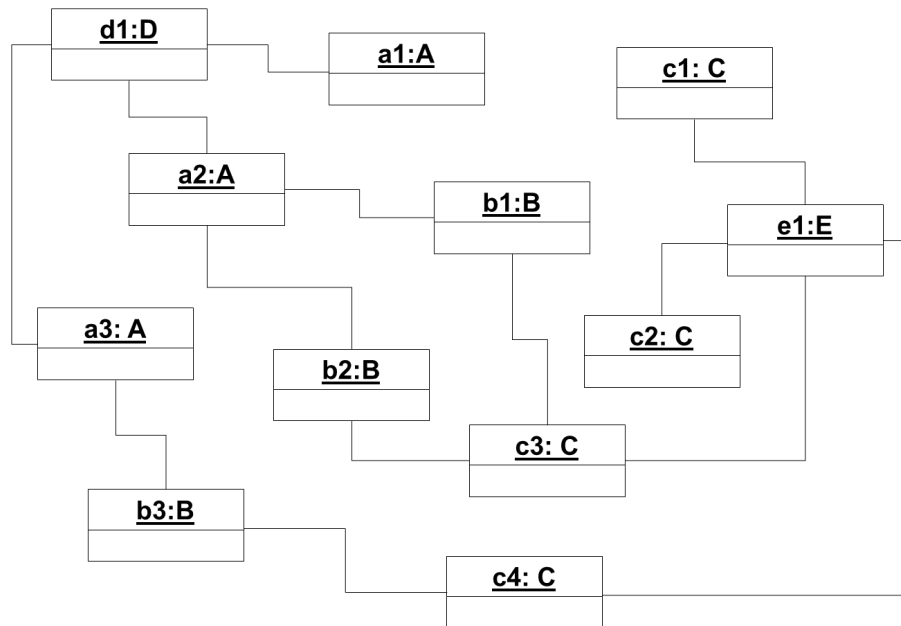 d1:D
a1:A
c1: C
a2:A
b1:B
e1:E
a3: A
c2: C
b2:B
c3: C
b3:B
c4: C